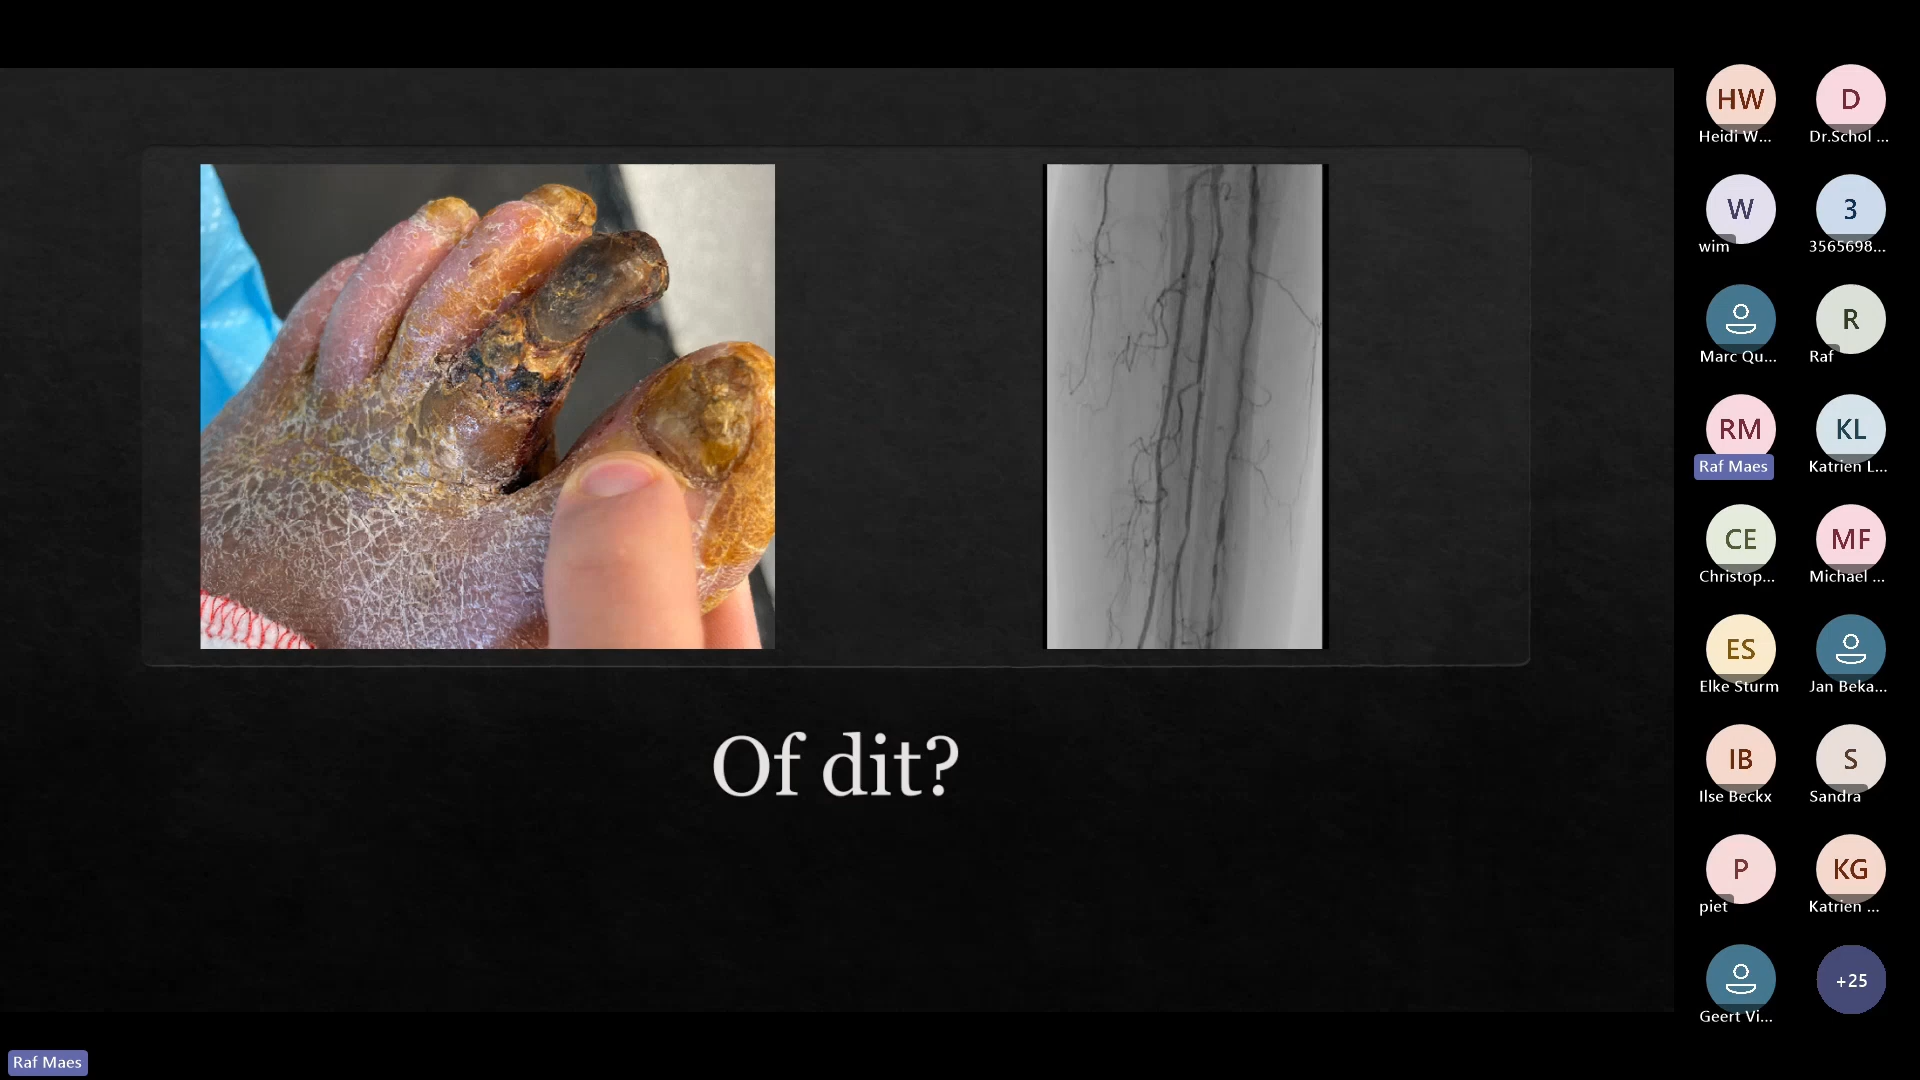 Of dit?
HW
Heidi W...
D
Dr.Schol ...
W
wim
3
3565698...
Marc Qu...
R
Raf
RM
Raf Maes
KL
Katrien L...
CE
Christop...
MF
Michael ...
ES
Elke Sturm
Jan Beka...
IB
Ilse Beckx
S
Sandra
P
piet
KG
Katrien ...
Geert Vi...
+25
Raf Maes